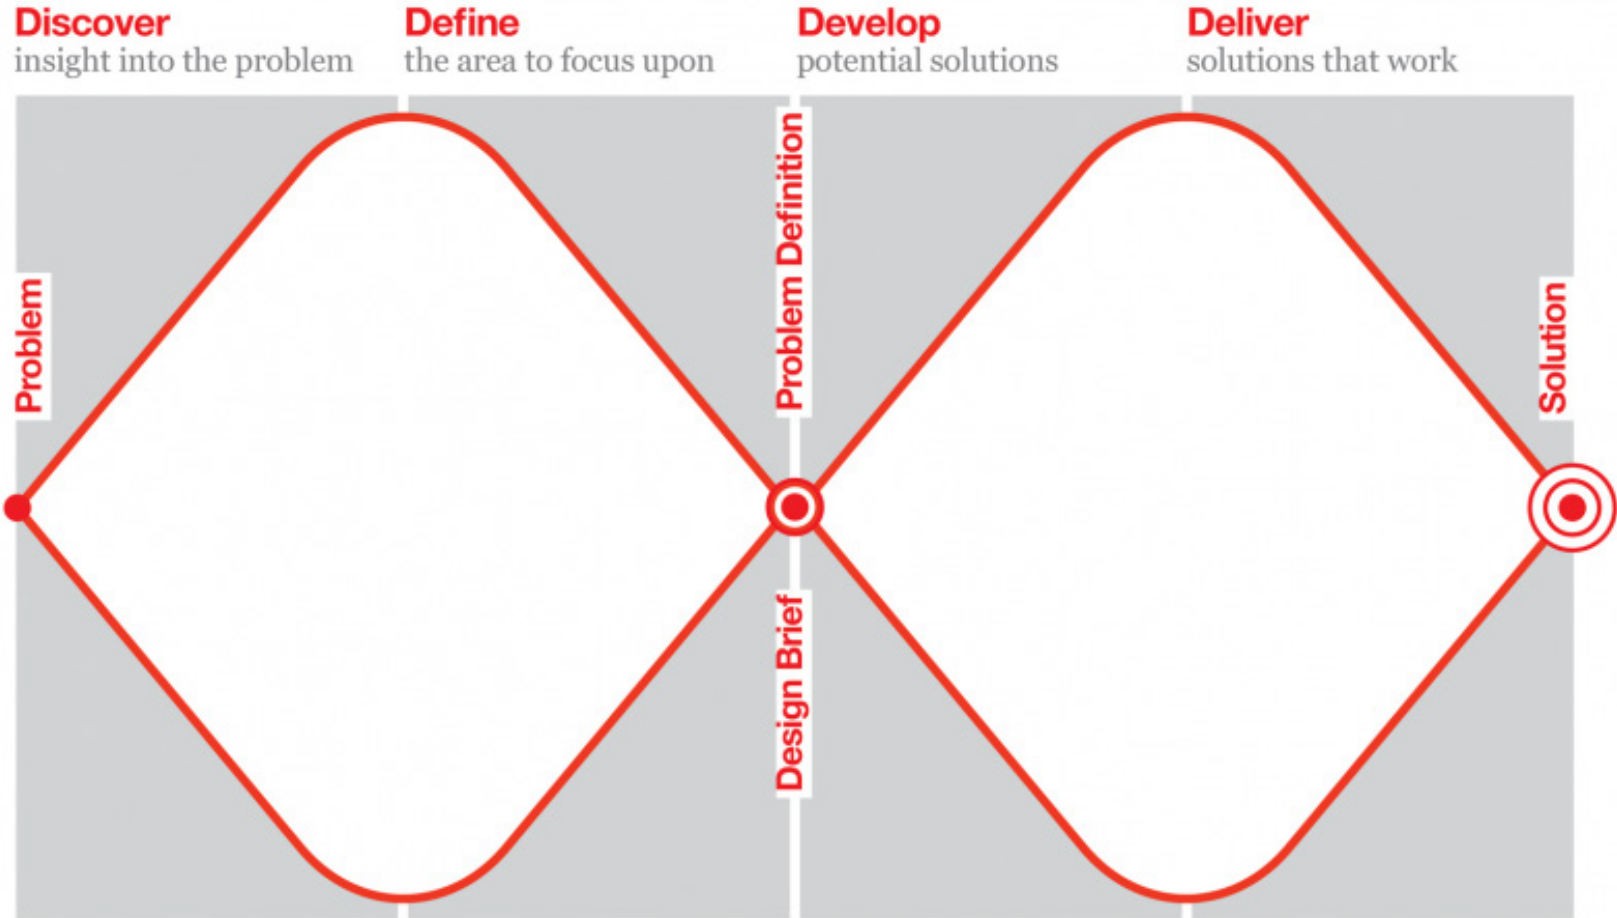 Discover
insight into the problem
Define
the area to focus upon
Develop
potential solutions
Deliver
solutions that work
Problem
Problem Definition
Design Brief
Solution